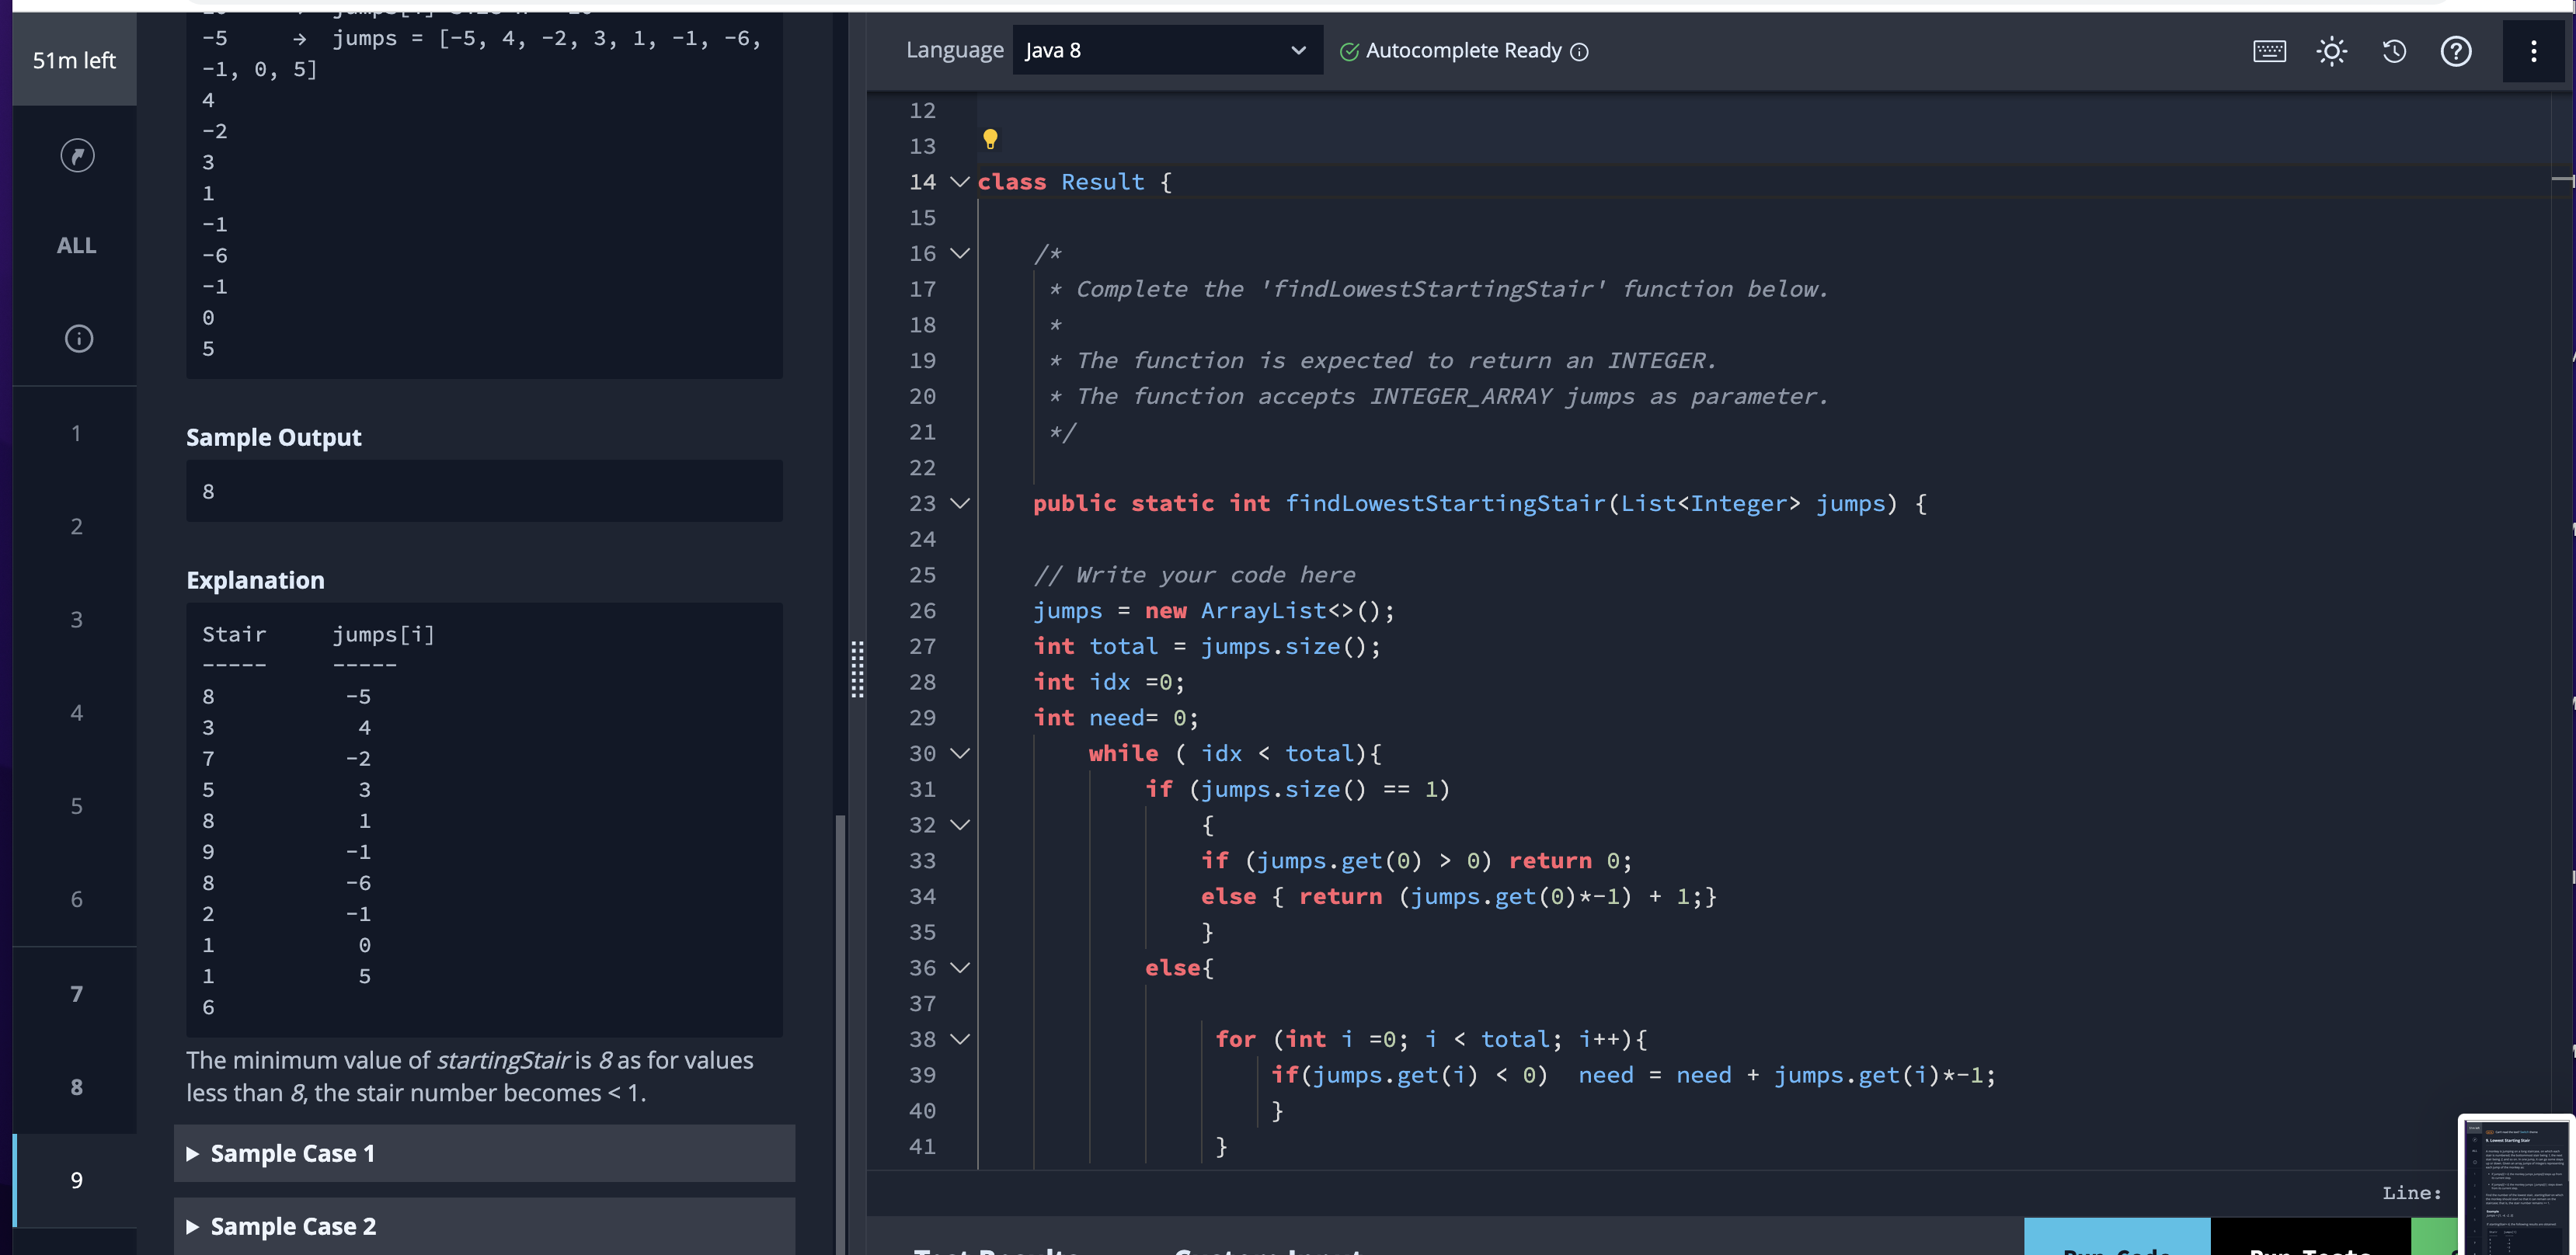 51m left
ALL
1
2
3
4
5
6
7
8
9
-5 → jumps = [-5, 4, -2, 3, 1, -1, -6,
-1, 0, 5]
4
-2
3
1
-1
-6
-1
0
5
Sample Output
8
Explanation
Stair jumps[i]
----- -----
8 -5
3 4
7 -2
5 3
8 1
9 -1
8 -6
2 -1
1 0
1 5
6
The minimum value of startingStair is 8 as for values
less than 8, the stair number becomes < 1.
Sample Case 1
Sample Case 2
Language Java 8 Autocomplete Ready
12
13
14 class Result {
15
16 /*
17 * Complete the 'findLowestStartingStair' function below.
18 *
19 * The function is expected to return an INTEGER.
20 * The function accepts INTEGER_ARRAY jumps as parameter.
21 */
22
23 public static int findLowestStartingStair(List<Integer> jumps) {
24
25 // Write your code here
26 jumps = new ArrayList<>();
27 int total = jumps.size();
28 int idx =0;
29 int need= 0;
30 while ( idx < total){
31 if (jumps.size() == 1)
32 {
33 if (jumps.get(0) > 0) return 0;
34 else { return (jumps.get(0)*-1) + 1;}
35 }
36 else{
37
38 for (int i =0; i < total; i++){
39 if(jumps.get(i) < 0) need = need + jumps.get(i)*-1;
40 }
41 }
Line:
Test Results Custom Input
Run Code Run Tests